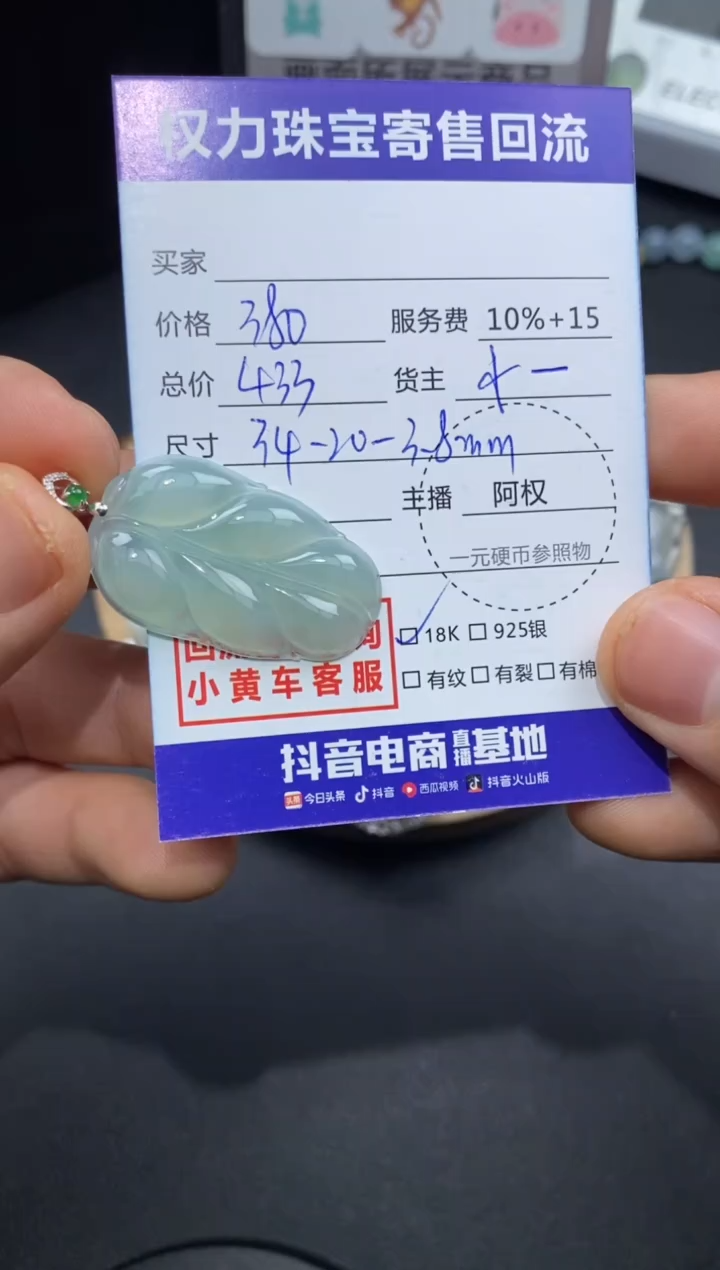 权力珠宝寄售回流
买家
价格 380 服务费 10%+15
总价 433 货主 十一
尺寸 34-20-3.8mm
主播 阿权
一元硬币参照物
18K 925银
小黄车客服
有纹 有裂 有棉
抖音电商直播基地
头条 今日头条 抖音 西瓜视频 抖音火山版